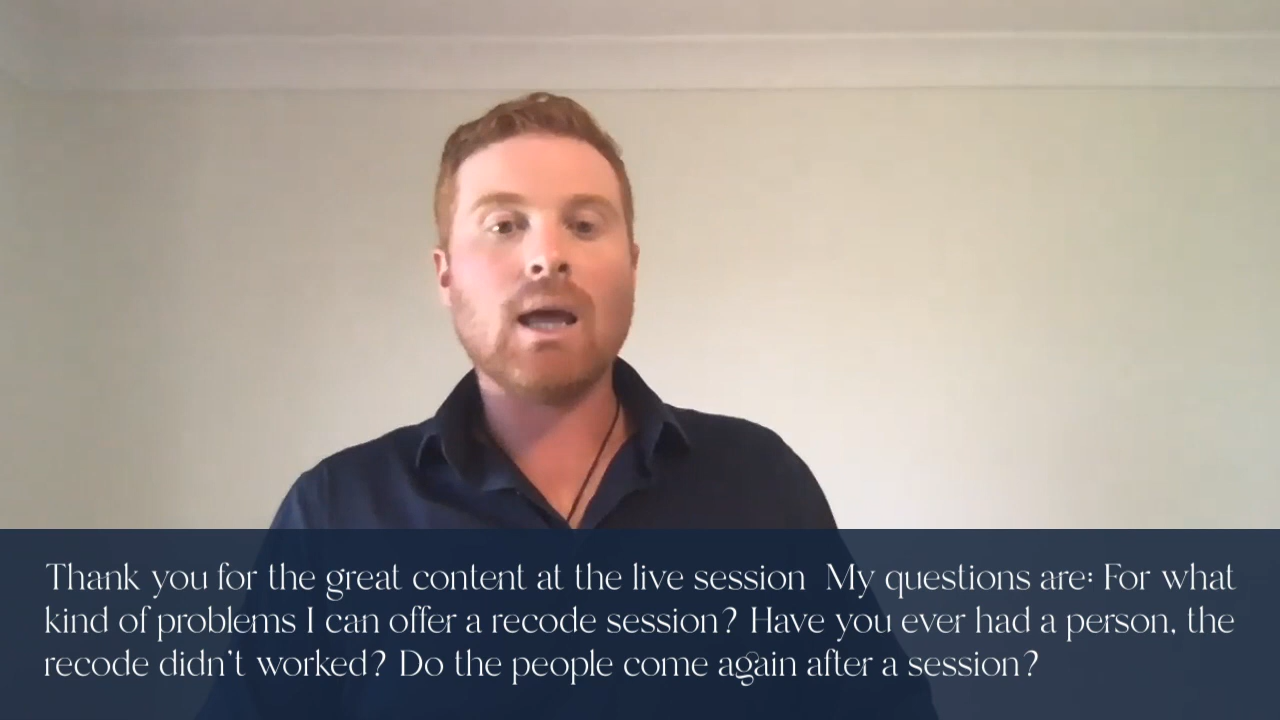 Thank you for the great content at the live session  My questions are: For what
kind of problems I can offer a recode session? Have you ever had a person, the
recode didn't worked? Do the people come again after a session?